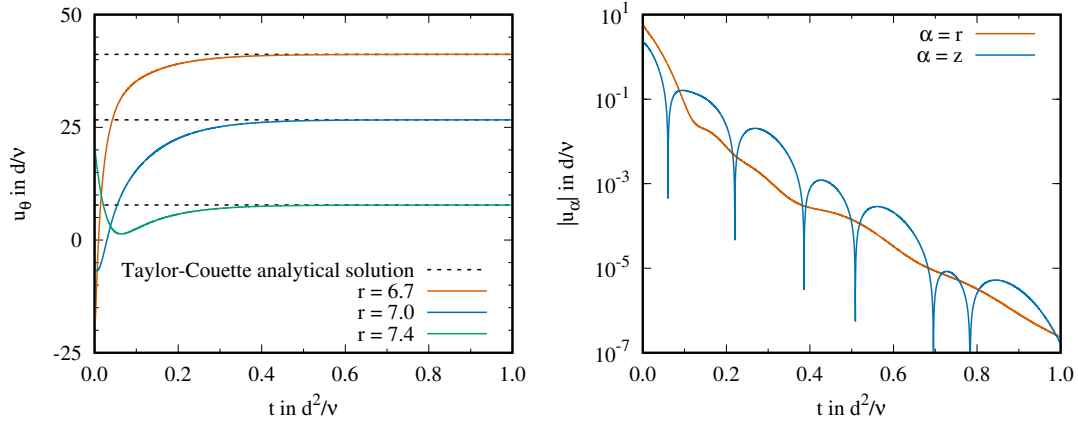 50
25
0
-25
u_θ in d/ν
Taylor-Couette analytical solution
r = 6.7
r = 7.0
r = 7.4
0.0 0.2 0.4 0.6 0.8 1.0
t in d²/ν
10¹
10⁻¹
10⁻³
10⁻⁵
10⁻⁷
|u_α| in d/ν
α = r
α = z
0.0 0.2 0.4 0.6 0.8 1.0
t in d²/ν